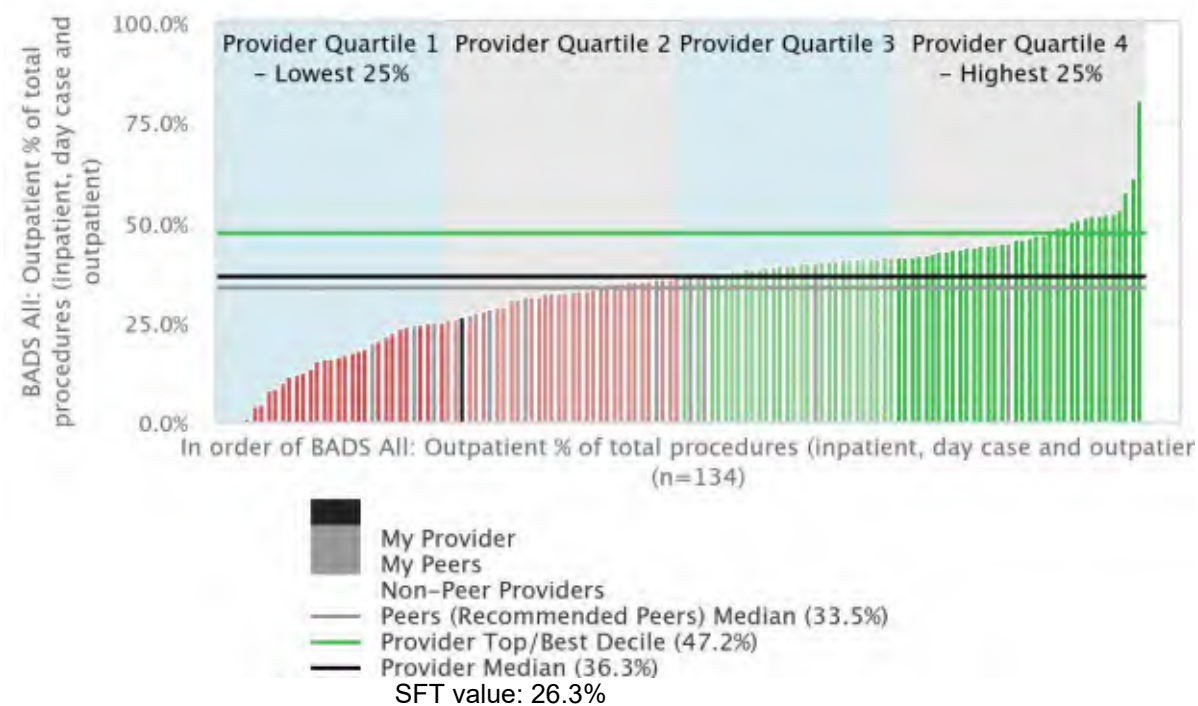 BADS All: Outpatient % of total
procedures (inpatient, day case and
outpatient)
100.0%
75.0%
50.0%
25.0%
0.0%
Provider Quartile 1
– Lowest 25%
Provider Quartile 2
Provider Quartile 3
Provider Quartile 4
– Highest 25%
In order of BADS All: Outpatient % of total procedures (inpatient, day case and outpatien
(n=134)
My Provider
My Peers
Non–Peer Providers
Peers (Recommended Peers) Median (33.5%)
Provider Top/Best Decile (47.2%)
Provider Median (36.3%)
SFT value: 26.3%